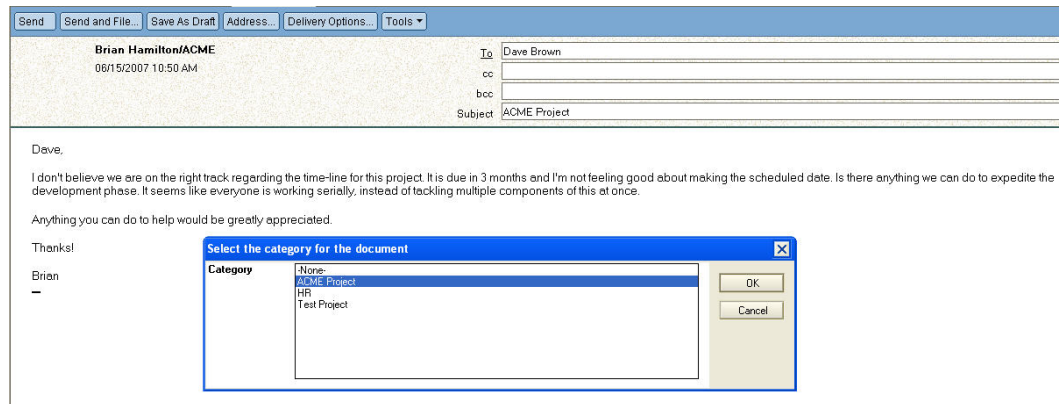 Send Send and File... Save As Draft Address... Delivery Options... Tools
Brian Hamilton/ACME
06/15/2007 10:50 AM
To Dave Brown
cc
bcc
Subject ACME Project
Dave,
I don't believe we are on the right track regarding the time-line for this project. It is due in 3 months and I'm not feeling good about making the scheduled date. Is there anything we can do to expedite the
development phase. It seems like everyone is working serially, instead of tackling multiple components of this at once.
Anything you can do to help would be greatly appreciated.
Thanks!
Brian
Select the category for the document
Category
-None-
ACME Project
HR
Test Project
OK
Cancel